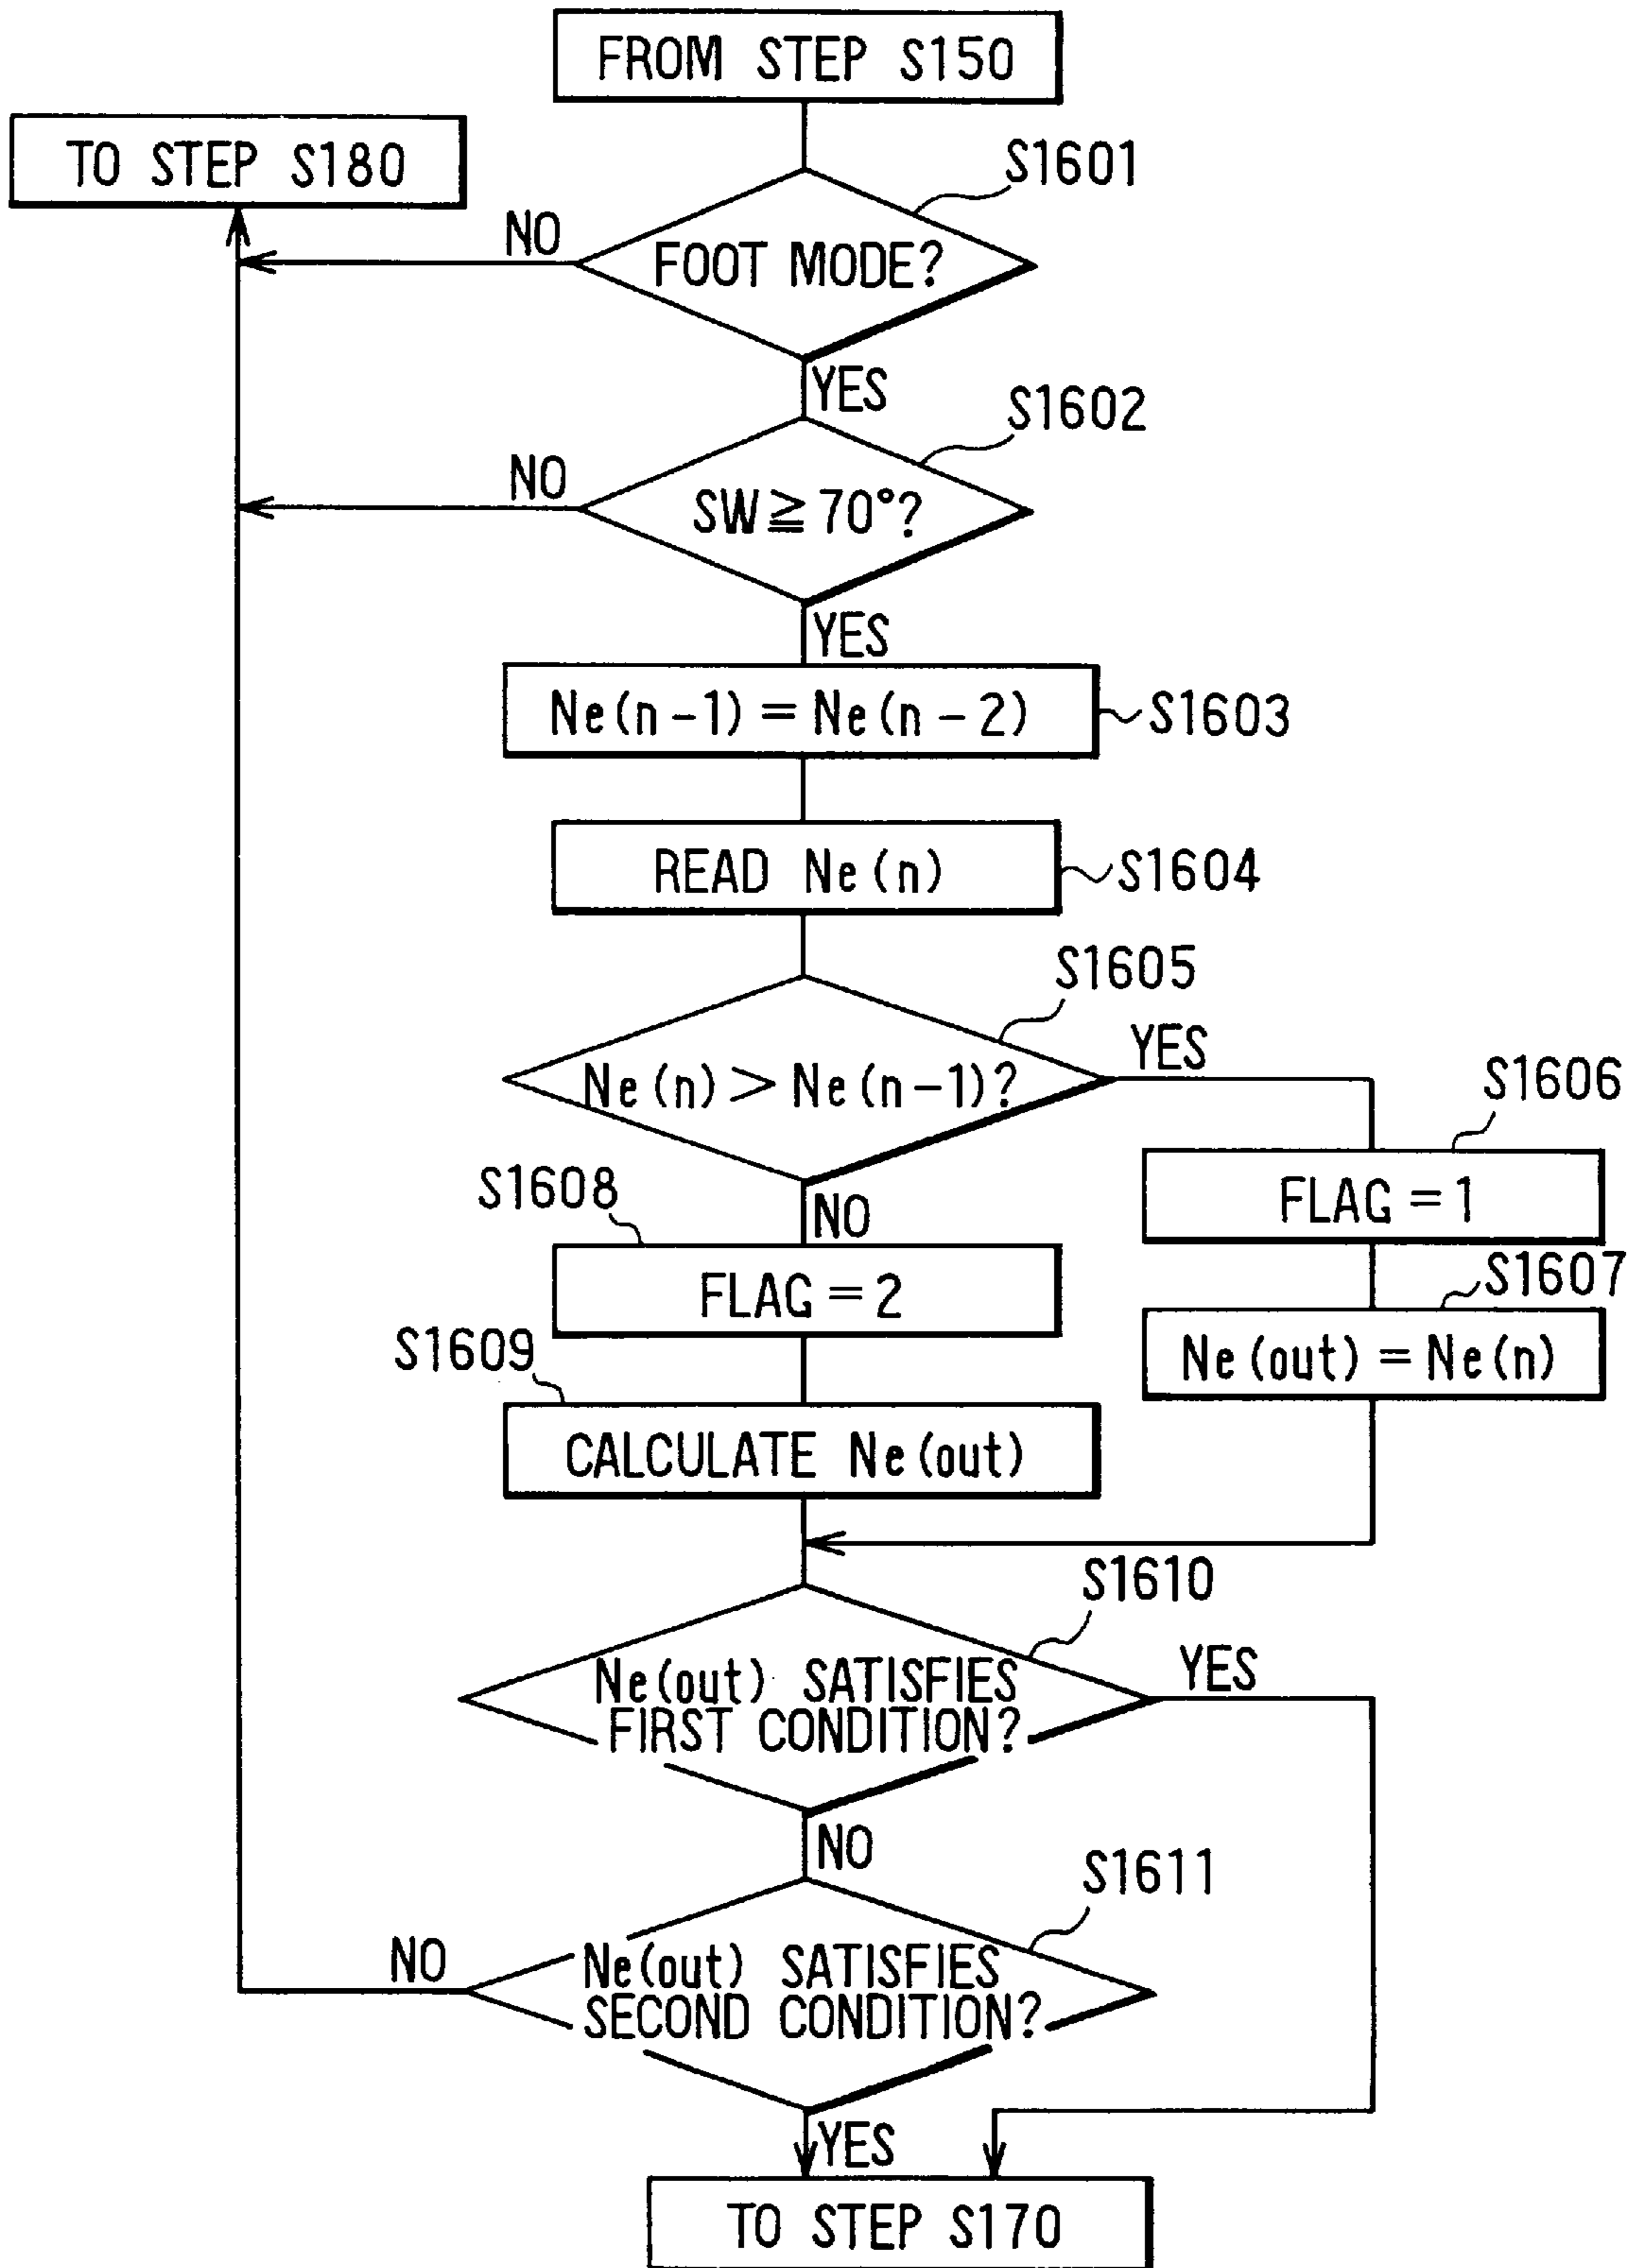 FROM STEP S150
TO STEP S180
S1601
NO
FOOT MODE?
YES
S1602
NO
SW≧70°?
YES
Ne(n-1)=Ne(n-2)
S1603
READ Ne(n)
S1604
S1605
Ne(n)>Ne(n-1)?
YES
S1606
FLAG=1
S1608
NO
FLAG=2
S1607
Ne(out)=Ne(n)
S1609
CALCULATE Ne(out)
S1610
Ne(out) SATISFIES
FIRST CONDITION?
YES
NO
S1611
NO
Ne(out) SATISFIES
SECOND CONDITION?
YES
TO STEP S170